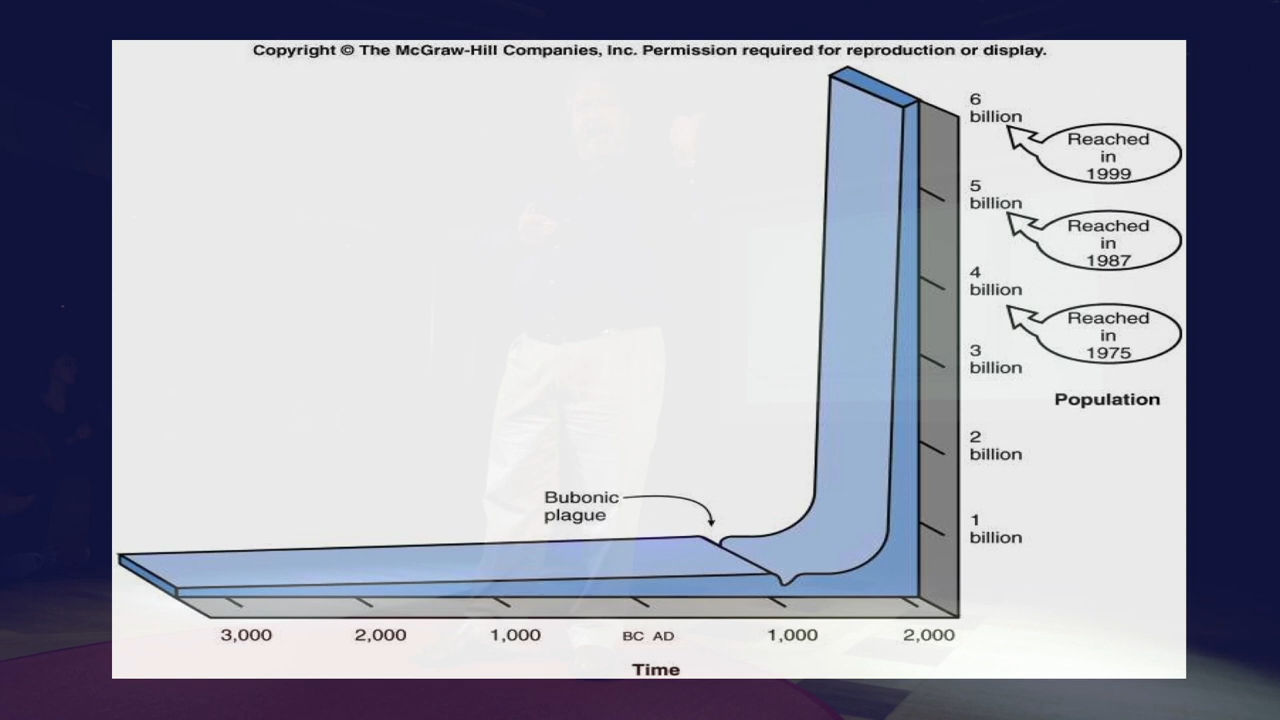 Copyright © The McGraw-Hill Companies, Inc. Permission required for reproduction or display.
6
billion
Reached
in
1999
5
billion
Reached
in
1987
4
billion
Reached
in
1975
3
billion
Population
2
billion
Bubonic
plague
1
billion
3,000
2,000
1,000
BC AD
1,000
2,000
Time